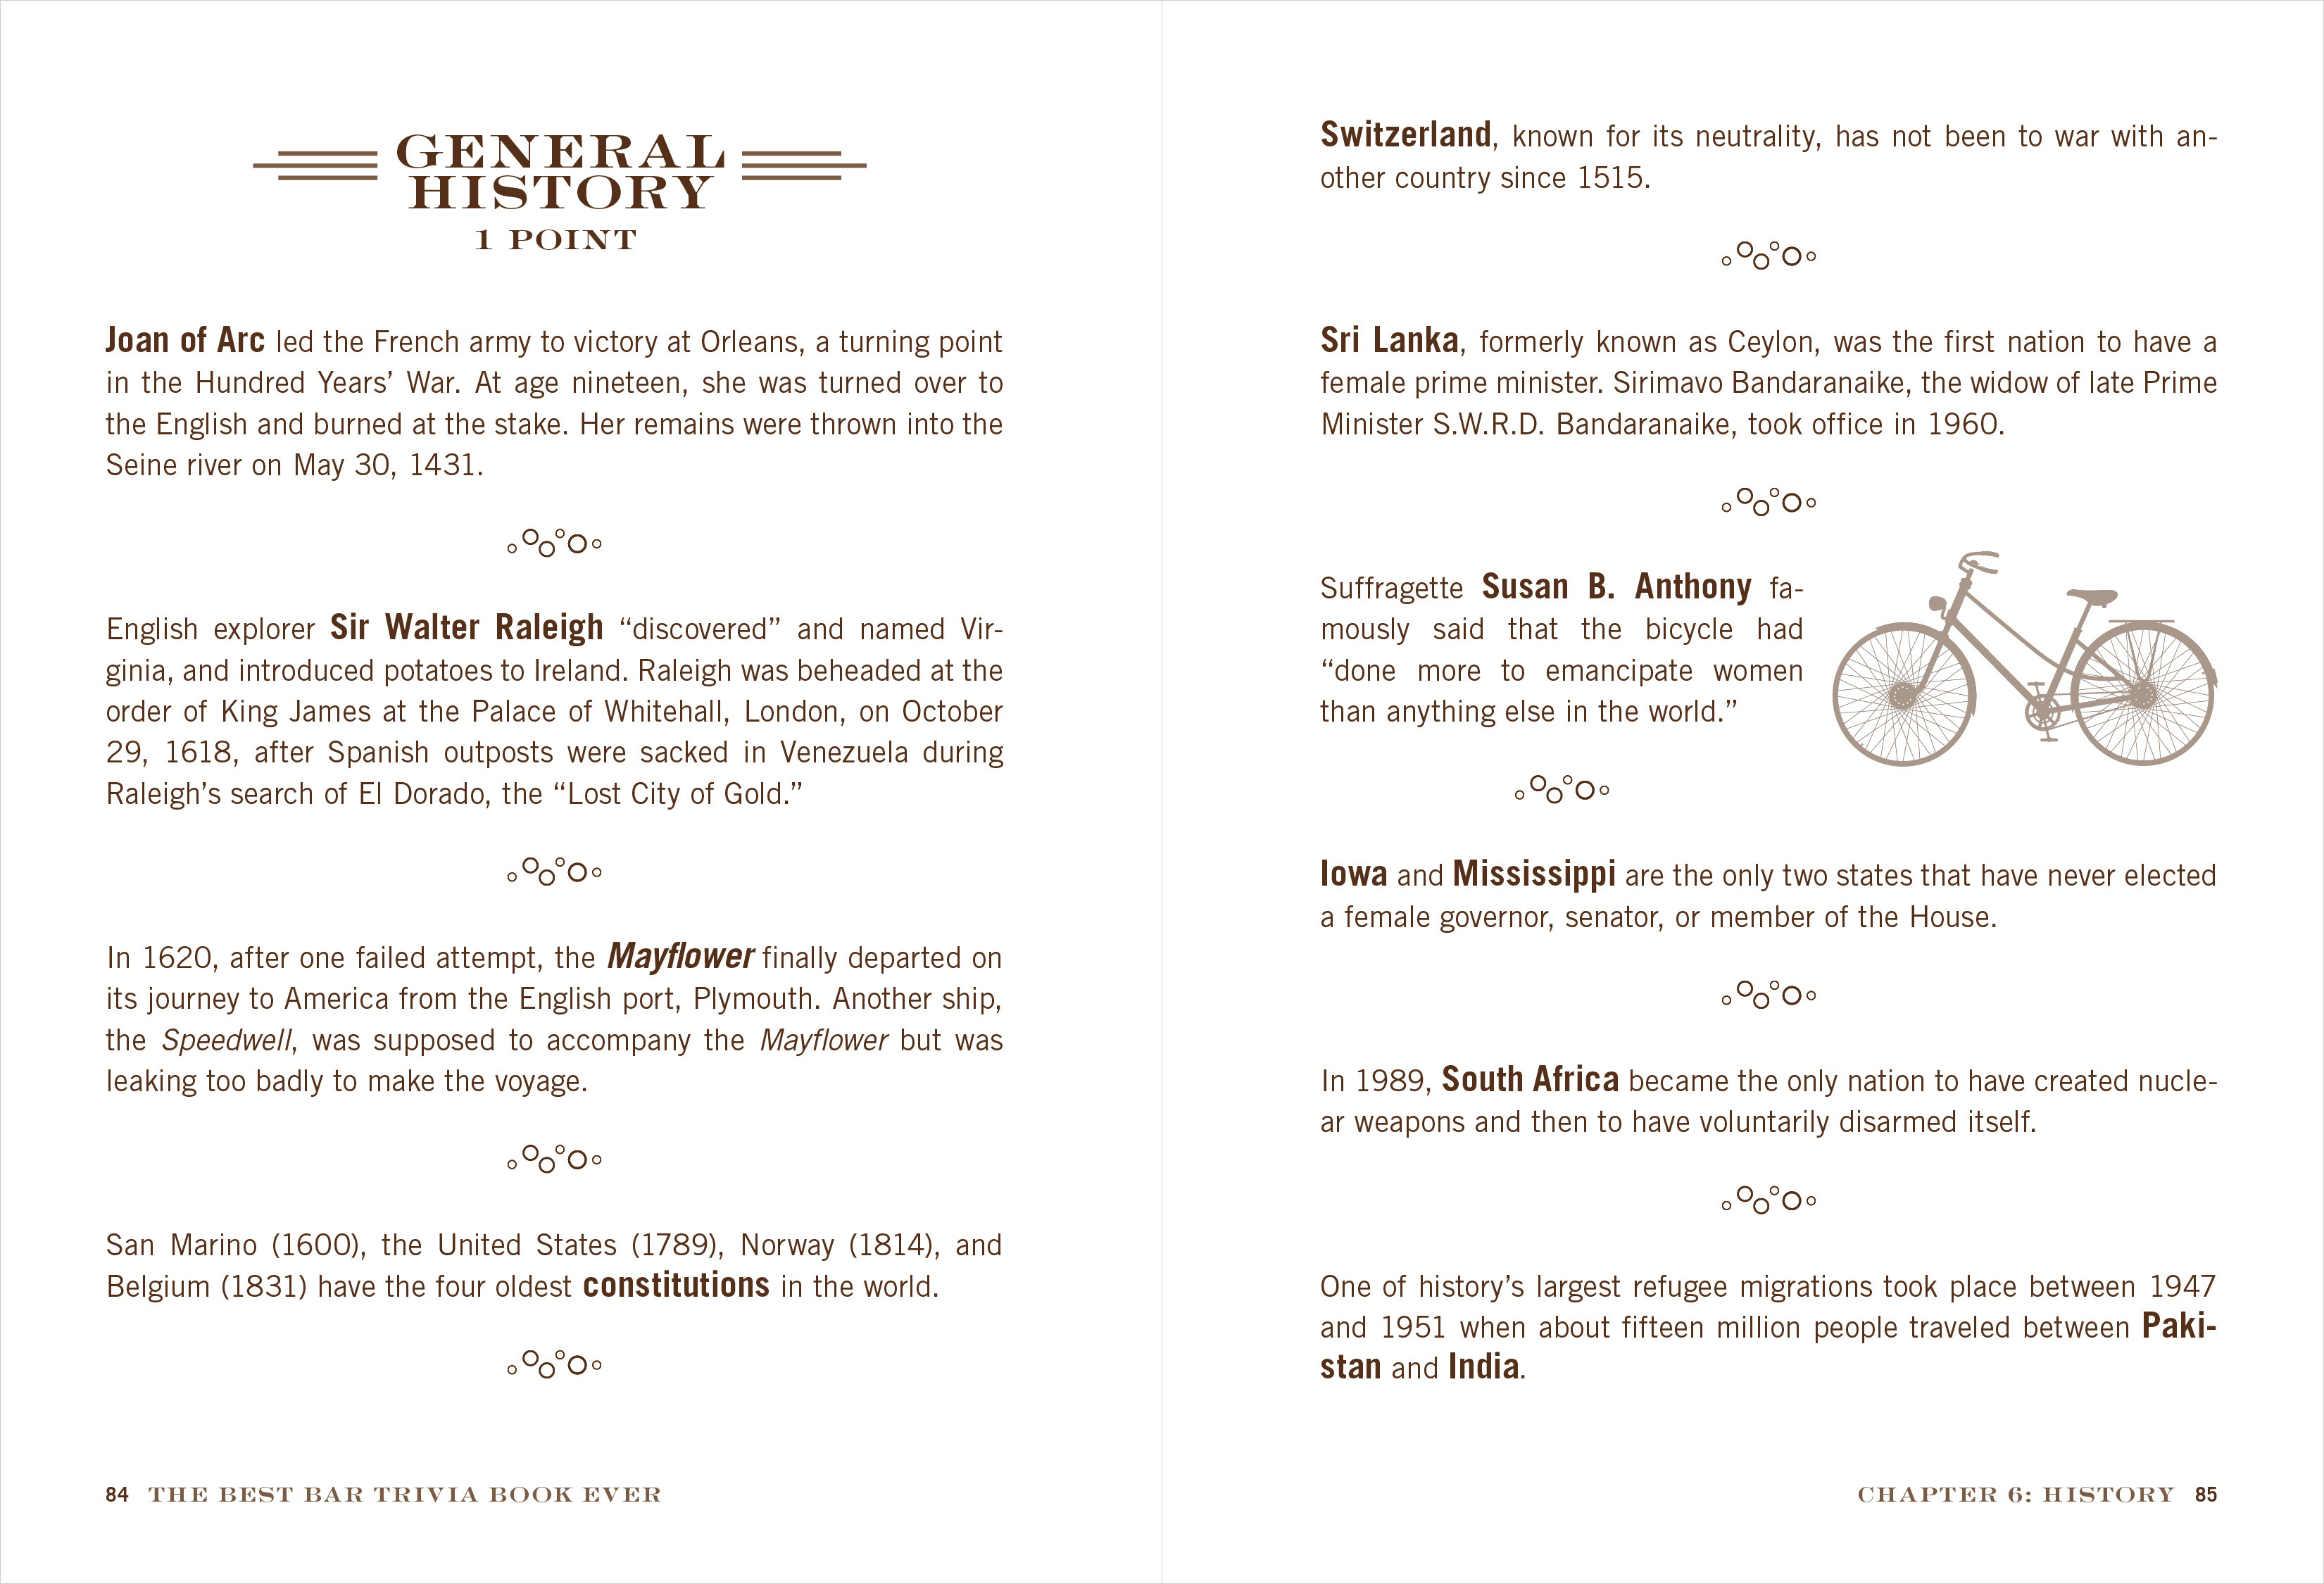 GENERAL
HISTORY
1 POINT
Joan of Arc led the French army to victory at Orleans, a turning point
in the Hundred Years’ War. At age nineteen, she was turned over to
the English and burned at the stake. Her remains were thrown into the
Seine river on May 30, 1431.
English explorer Sir Walter Raleigh “discovered” and named Vir-
ginia, and introduced potatoes to Ireland. Raleigh was beheaded at the
order of King James at the Palace of Whitehall, London, on October
29, 1618, after Spanish outposts were sacked in Venezuela during
Raleigh’s search of El Dorado, the “Lost City of Gold.”
In 1620, after one failed attempt, the Mayflower finally departed on
its journey to America from the English port, Plymouth. Another ship,
the Speedwell, was supposed to accompany the Mayflower but was
leaking too badly to make the voyage.
San Marino (1600), the United States (1789), Norway (1814), and
Belgium (1831) have the four oldest constitutions in the world.
84 THE BEST BAR TRIVIA BOOK EVER
Switzerland, known for its neutrality, has not been to war with an-
other country since 1515.
Sri Lanka, formerly known as Ceylon, was the first nation to have a
female prime minister. Sirimavo Bandaranaike, the widow of late Prime
Minister S.W.R.D. Bandaranaike, took office in 1960.
Suffragette Susan B. Anthony fa-
mously said that the bicycle had
“done more to emancipate women
than anything else in the world.”
Iowa and Mississippi are the only two states that have never elected
a female governor, senator, or member of the House.
In 1989, South Africa became the only nation to have created nucle-
ar weapons and then to have voluntarily disarmed itself.
One of history’s largest refugee migrations took place between 1947
and 1951 when about fifteen million people traveled between Paki-
stan and India.
CHAPTER 6: HISTORY 85